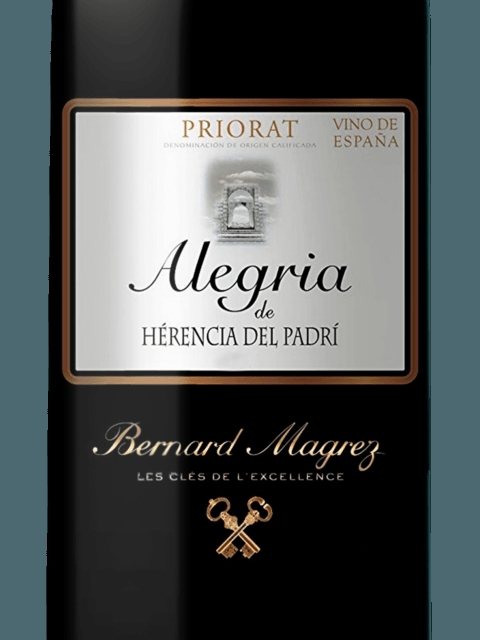 PRIORAT
DENOMINACIÓN DE ORIGEN CALIFICADA
VINO DE
ESPAÑA
Alegria
de
HÉRENCIA DEL PADRÍ
Bernard Magrez
LES CLÉS DE L'EXCELLENCE